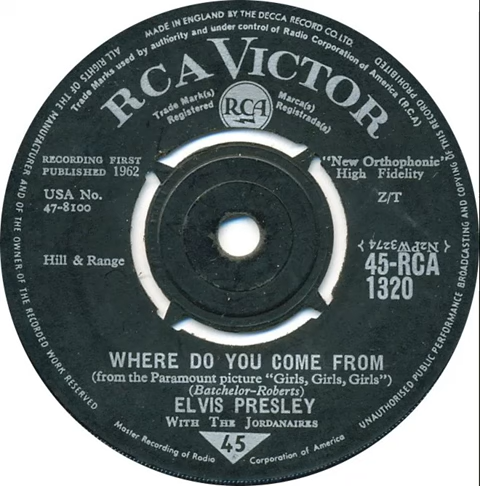 MADE IN ENGLAND BY THE DECCA RECORD CO. LTD.
Trade Marks used by authority and under control of Radio Corporation of America (RCA)
ALL RIGHTS OF THE MANUFACTURER AND OF THE OWNER OF THE RECORDED WORK RESERVED
UNAUTHORISED PUBLIC PERFORMANCE BROADCASTING AND COPYING OF THIS RECORD PROHIBITED
RCA VICTOR
Trade Mark(s)
Registered
RCA
Marca(s)
Registrada(s)
RECORDING FIRST
PUBLISHED 1962
USA No.
47-8100
Hill & Range
"New Orthophonic"
High Fidelity
Z/T
{ N2PW3274 }
45-RCA
1320
WHERE DO YOU COME FROM
(from the Paramount picture "Girls, Girls, Girls")
(Batchelor-Roberts)
ELVIS PRESLEY
WITH THE JORDANAIRES
45
Master Recording of Radio Corporation of America